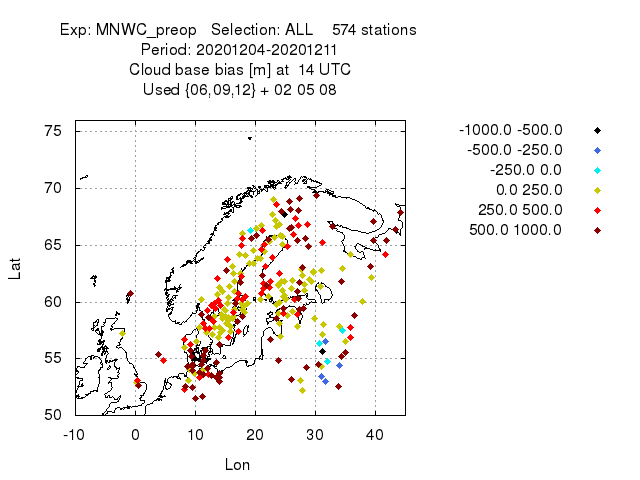 Exp: MNWC_preop   Selection: ALL    574 stations
Period: 20201204-20201211
Cloud base bias [m] at  14 UTC
Used {06,09,12} + 02 05 08
-1000.0 -500.0
-500.0 -250.0
-250.0 0.0
0.0 250.0
250.0 500.0
500.0 1000.0
75
70
65
60
55
50
Lat
-10 0 10 20 30 40
Lon